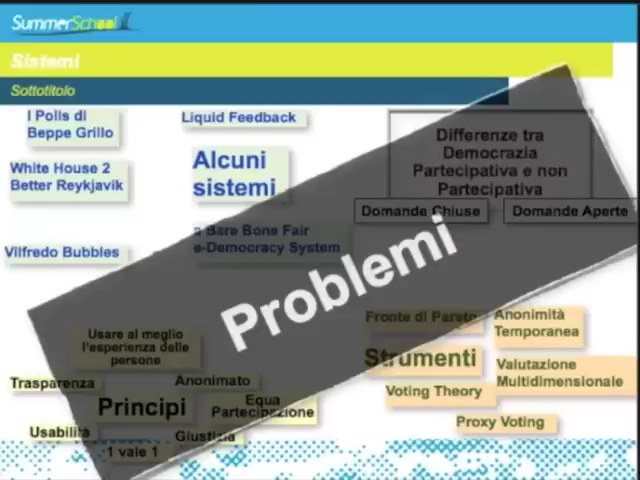 SummerSchool
Sistemi
Sottotitolo
I Polls di
Beppe Grillo
Liquid Feedback
White House 2
Better Reykjavik
Alcuni
sistemi
Differenze tra
Democrazia
Partecipativa e non
Partecipativa
Domande Chiuse
Domande Aperte
Vilfredo Bubbles
a Bare Bone Fair
e-Democracy System
Problemi
Usare al meglio
l'esperienza delle
persone
Fronte di Pareto
Anonimità
Temporanea
Strumenti
Valutazione
Multidimensionale
Trasparenza
Anonimato
Voting Theory
Principi
Equa
Partecipazione
Proxy Voting
Usabilità
Giustizia
1 vale 1